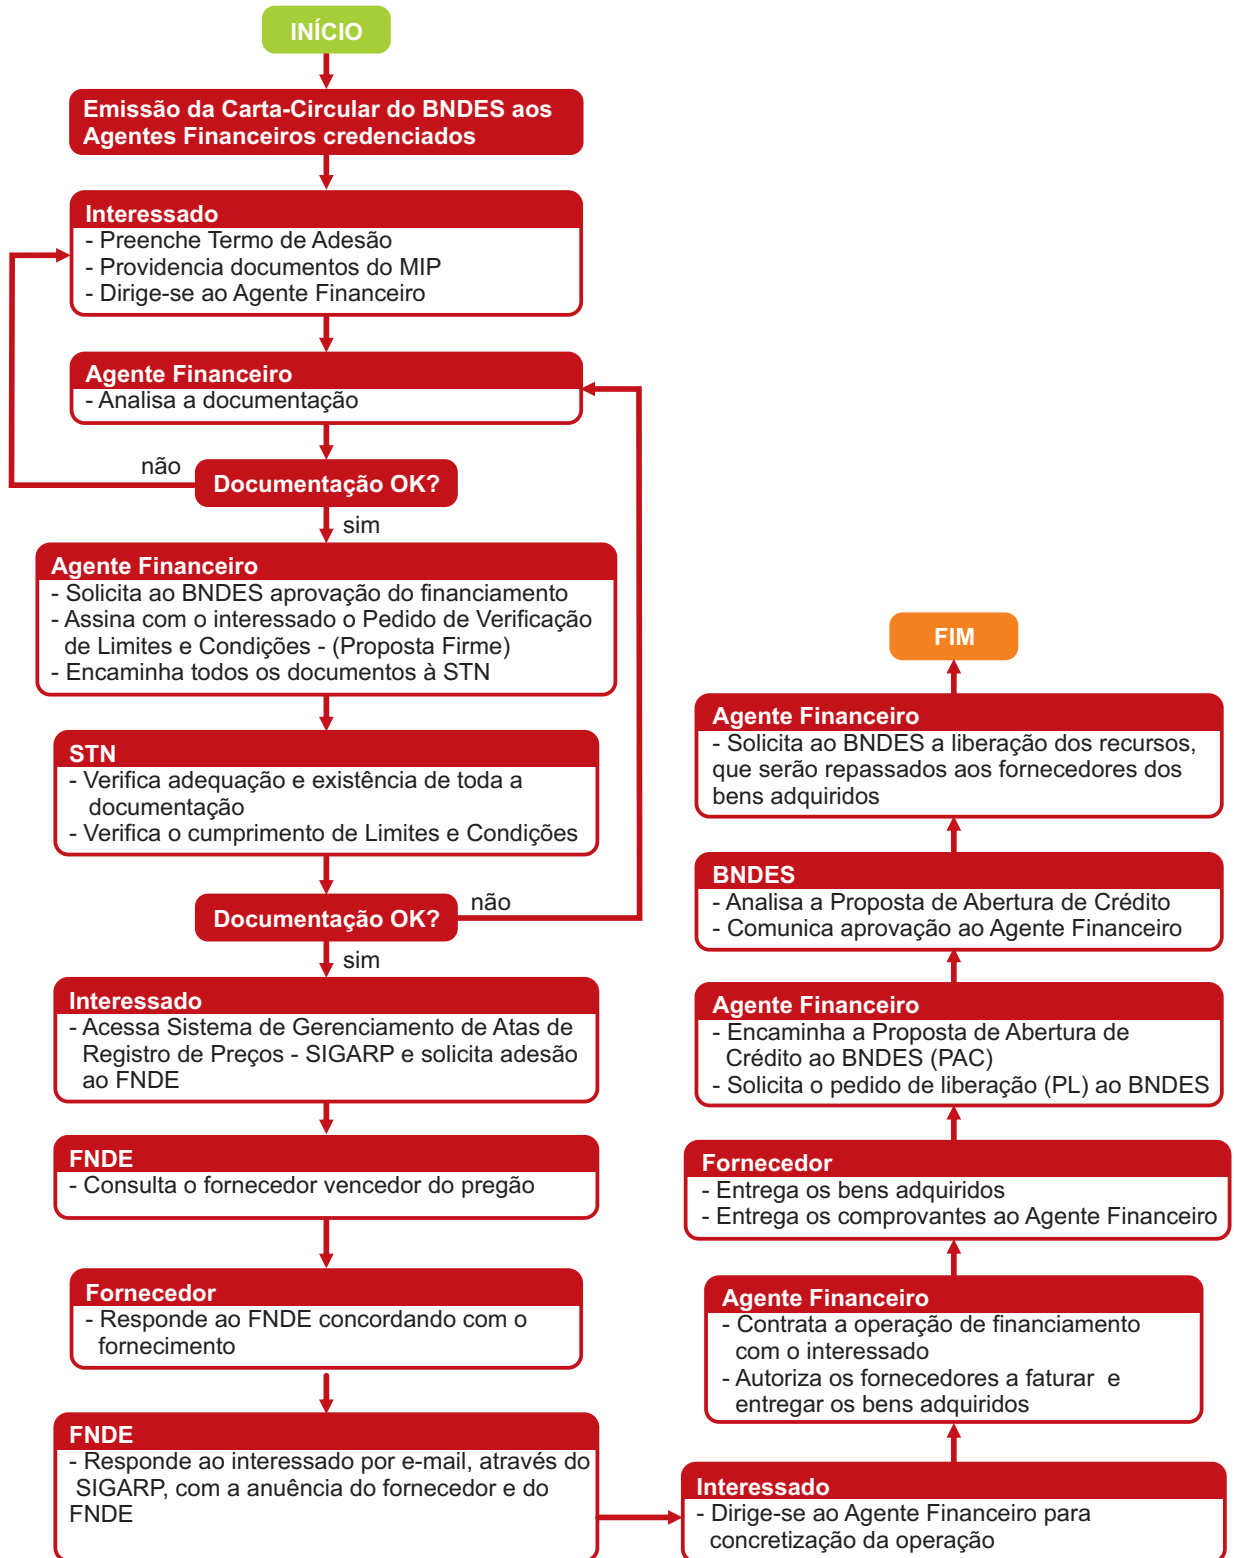 INÍCIO
Emissão da Carta-Circular do BNDES aos
Agentes Financeiros credenciados
Interessado
- Preenche Termo de Adesão
- Providencia documentos do MIP
- Dirige-se ao Agente Financeiro
Agente Financeiro
- Analisa a documentação
não
Documentação OK?
sim
Agente Financeiro
- Solicita ao BNDES aprovação do financiamento
- Assina com o interessado o Pedido de Verificação
de Limites e Condições - (Proposta Firme)
- Encaminha todos os documentos à STN
STN
- Verifica adequação e existência de toda a
documentação
- Verifica o cumprimento de Limites e Condições
Documentação OK?
não
sim
Interessado
- Acessa Sistema de Gerenciamento de Atas de
Registro de Preços - SIGARP e solicita adesão
ao FNDE
FNDE
- Consulta o fornecedor vencedor do pregão
Fornecedor
- Responde ao FNDE concordando com o
fornecimento
FNDE
- Responde ao interessado por e-mail, através do
SIGARP, com a anuência do fornecedor e do
FNDE
Interessado
- Dirige-se ao Agente Financeiro para
concretização da operação
Agente Financeiro
- Contrata a operação de financiamento
com o interessado
- Autoriza os fornecedores a faturar e
entregar os bens adquiridos
Fornecedor
- Entrega os bens adquiridos
- Entrega os comprovantes ao Agente Financeiro
Agente Financeiro
- Encaminha a Proposta de Abertura de
Crédito ao BNDES (PAC)
- Solicita o pedido de liberação (PL) ao BNDES
BNDES
- Analisa a Proposta de Abertura de Crédito
- Comunica aprovação ao Agente Financeiro
Agente Financeiro
- Solicita ao BNDES a liberação dos recursos,
que serão repassados aos fornecedores dos
bens adquiridos
FIM